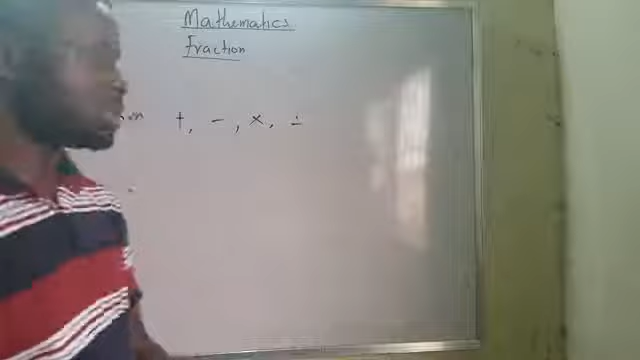 Mathematics
Fraction
+, -, ×, ÷